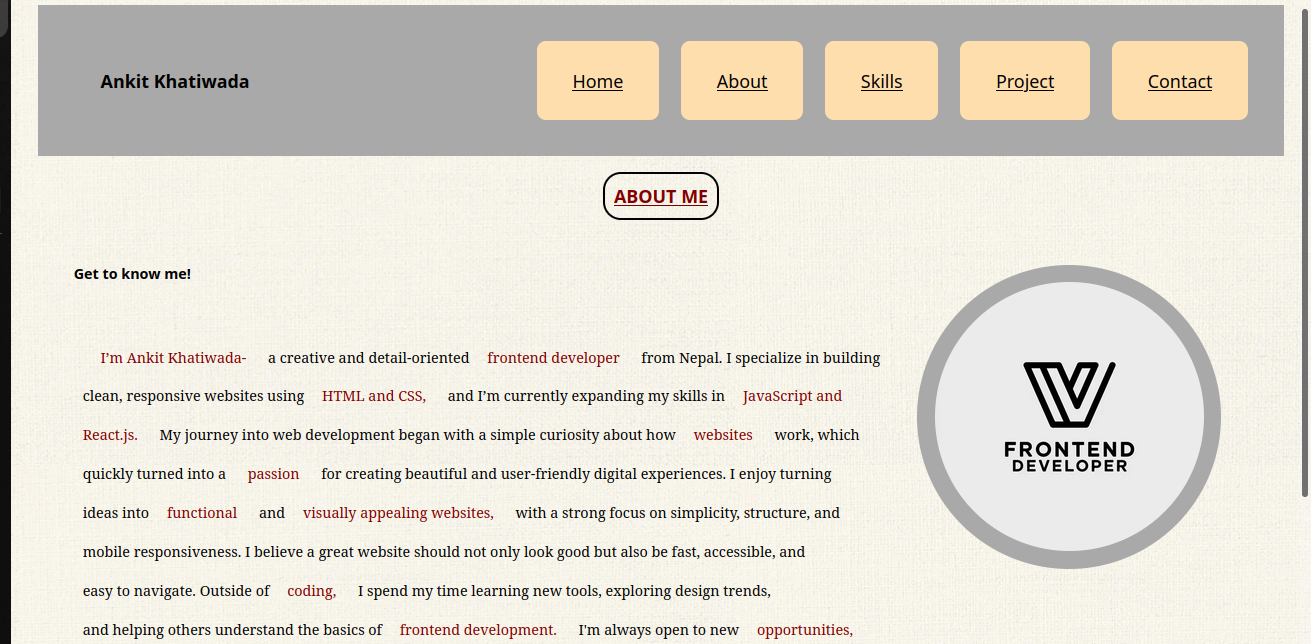 Ankit Khatiwada
Home
About
Skills
Project
Contact
ABOUT ME
Get to know me!
I’m Ankit Khatiwada- a creative and detail-oriented frontend developer from Nepal. I specialize in building
clean, responsive websites using HTML and CSS, and I’m currently expanding my skills in JavaScript and
React.js. My journey into web development began with a simple curiosity about how websites work, which
quickly turned into a passion for creating beautiful and user-friendly digital experiences. I enjoy turning
ideas into functional and visually appealing websites, with a strong focus on simplicity, structure, and
mobile responsiveness. I believe a great website should not only look good but also be fast, accessible, and
easy to navigate. Outside of coding, I spend my time learning new tools, exploring design trends,
and helping others understand the basics of frontend development. I'm always open to new opportunities,
FRONTEND
DEVELOPER